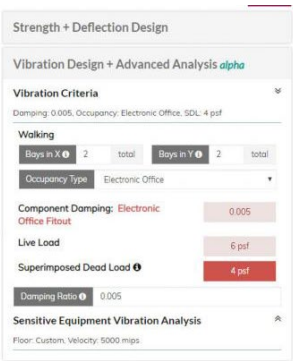 Strength + Deflection Design
Vibration Design + Advanced Analysis alpha
Vibration Criteria
Damping: 0.005, Occupancy: Electronic Office, SDL: 4 psf
Walking
Bays in X 2 total Bays in Y 2 total
Occupancy Type Electronic Office
Component Damping: Electronic
Office Fitout
0.005
Live Load 6 psf
Superimposed Dead Load 4 psf
Damping Ratio 0.005
Sensitive Equipment Vibration Analysis
Floor: Custom, Velocity: 5000 mips